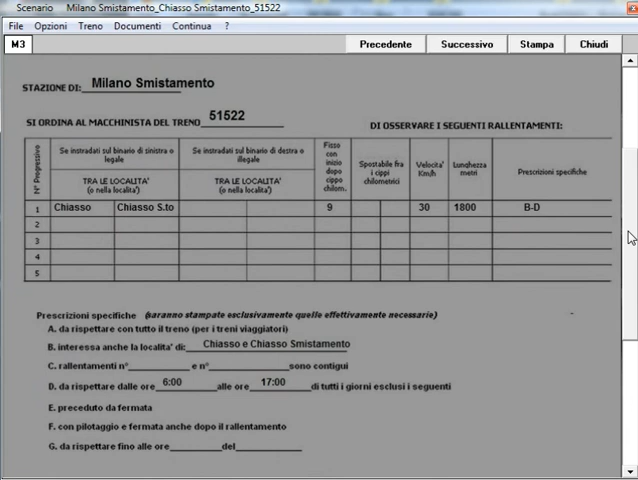 Scenario Milano Smistamento_Chiasso Smistamento_51522
File Opzioni Treno Documenti Continua ?
M3 Precedente Successivo Stampa Chiudi
STAZIONE DI: Milano Smistamento
SI ORDINA AL MACCHINISTA DEL TRENO 51522 DI OSSERVARE I SEGUENTI RALLENTAMENTI:
N° Progressivo
Se instradati sul binario di sinistra o legale
TRA LE LOCALITA'
(o nella localita')
Se instradati sul binario di destra o illegale
TRA LE LOCALITA'
(o nella localita')
Fisso con inizio dopo cippo chilom.
Spostabile fra i cippi chilometrici
Velocita' Km/h
Lunghezza metri
Prescrizioni specifiche
1 Chiasso Chiasso S.to 9 30 1800 B-D
2
3
4
5
Prescrizioni specifiche (saranno stampate esclusivamente quelle effettivamente necessarie) -
A. da rispettare con tutto il treno (per i treni viaggiatori)
B. interessa anche la localita' di: Chiasso e Chiasso Smistamento
C. rallentamenti n°__________ e n°__________ sono contigui
D. da rispettare dalle ore 6:00 alle ore 17:00 di tutti i giorni esclusi i seguenti
E. preceduto da fermata
F. con pilotaggio e fermata anche dopo il rallentamento
G. da rispettare fino alle ore__________del__________